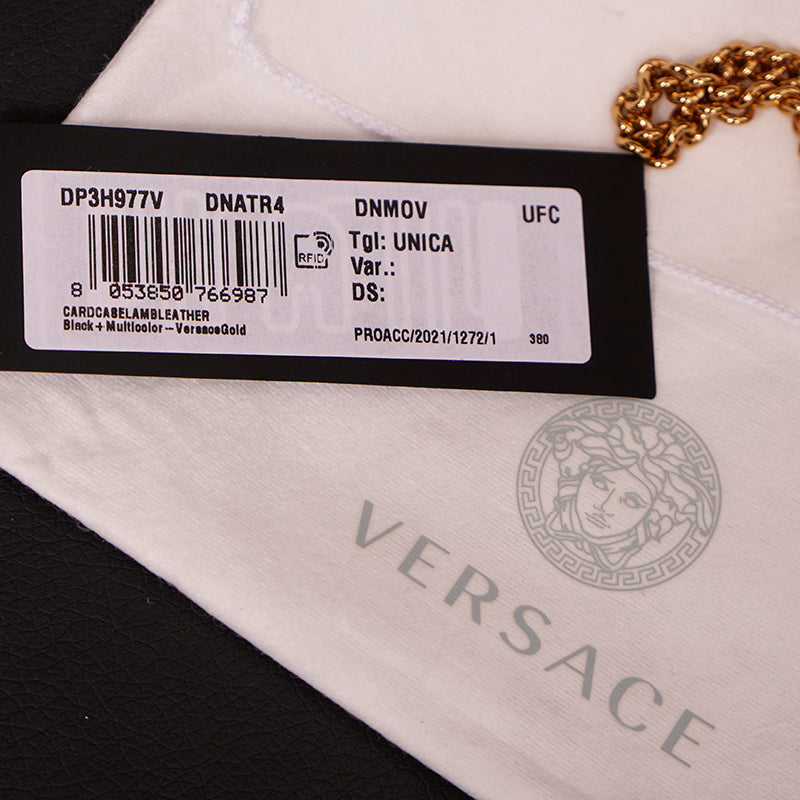 DP3H977V DNATR4 DNMOV UFC
RFID
Tgl: UNICA
Var.:
DS:
8 053850 766987
CARDCASELAMBLEATHER
Black+Multicolor--VersaceGold
PROACC/2021/1272/1 380
VERSACE